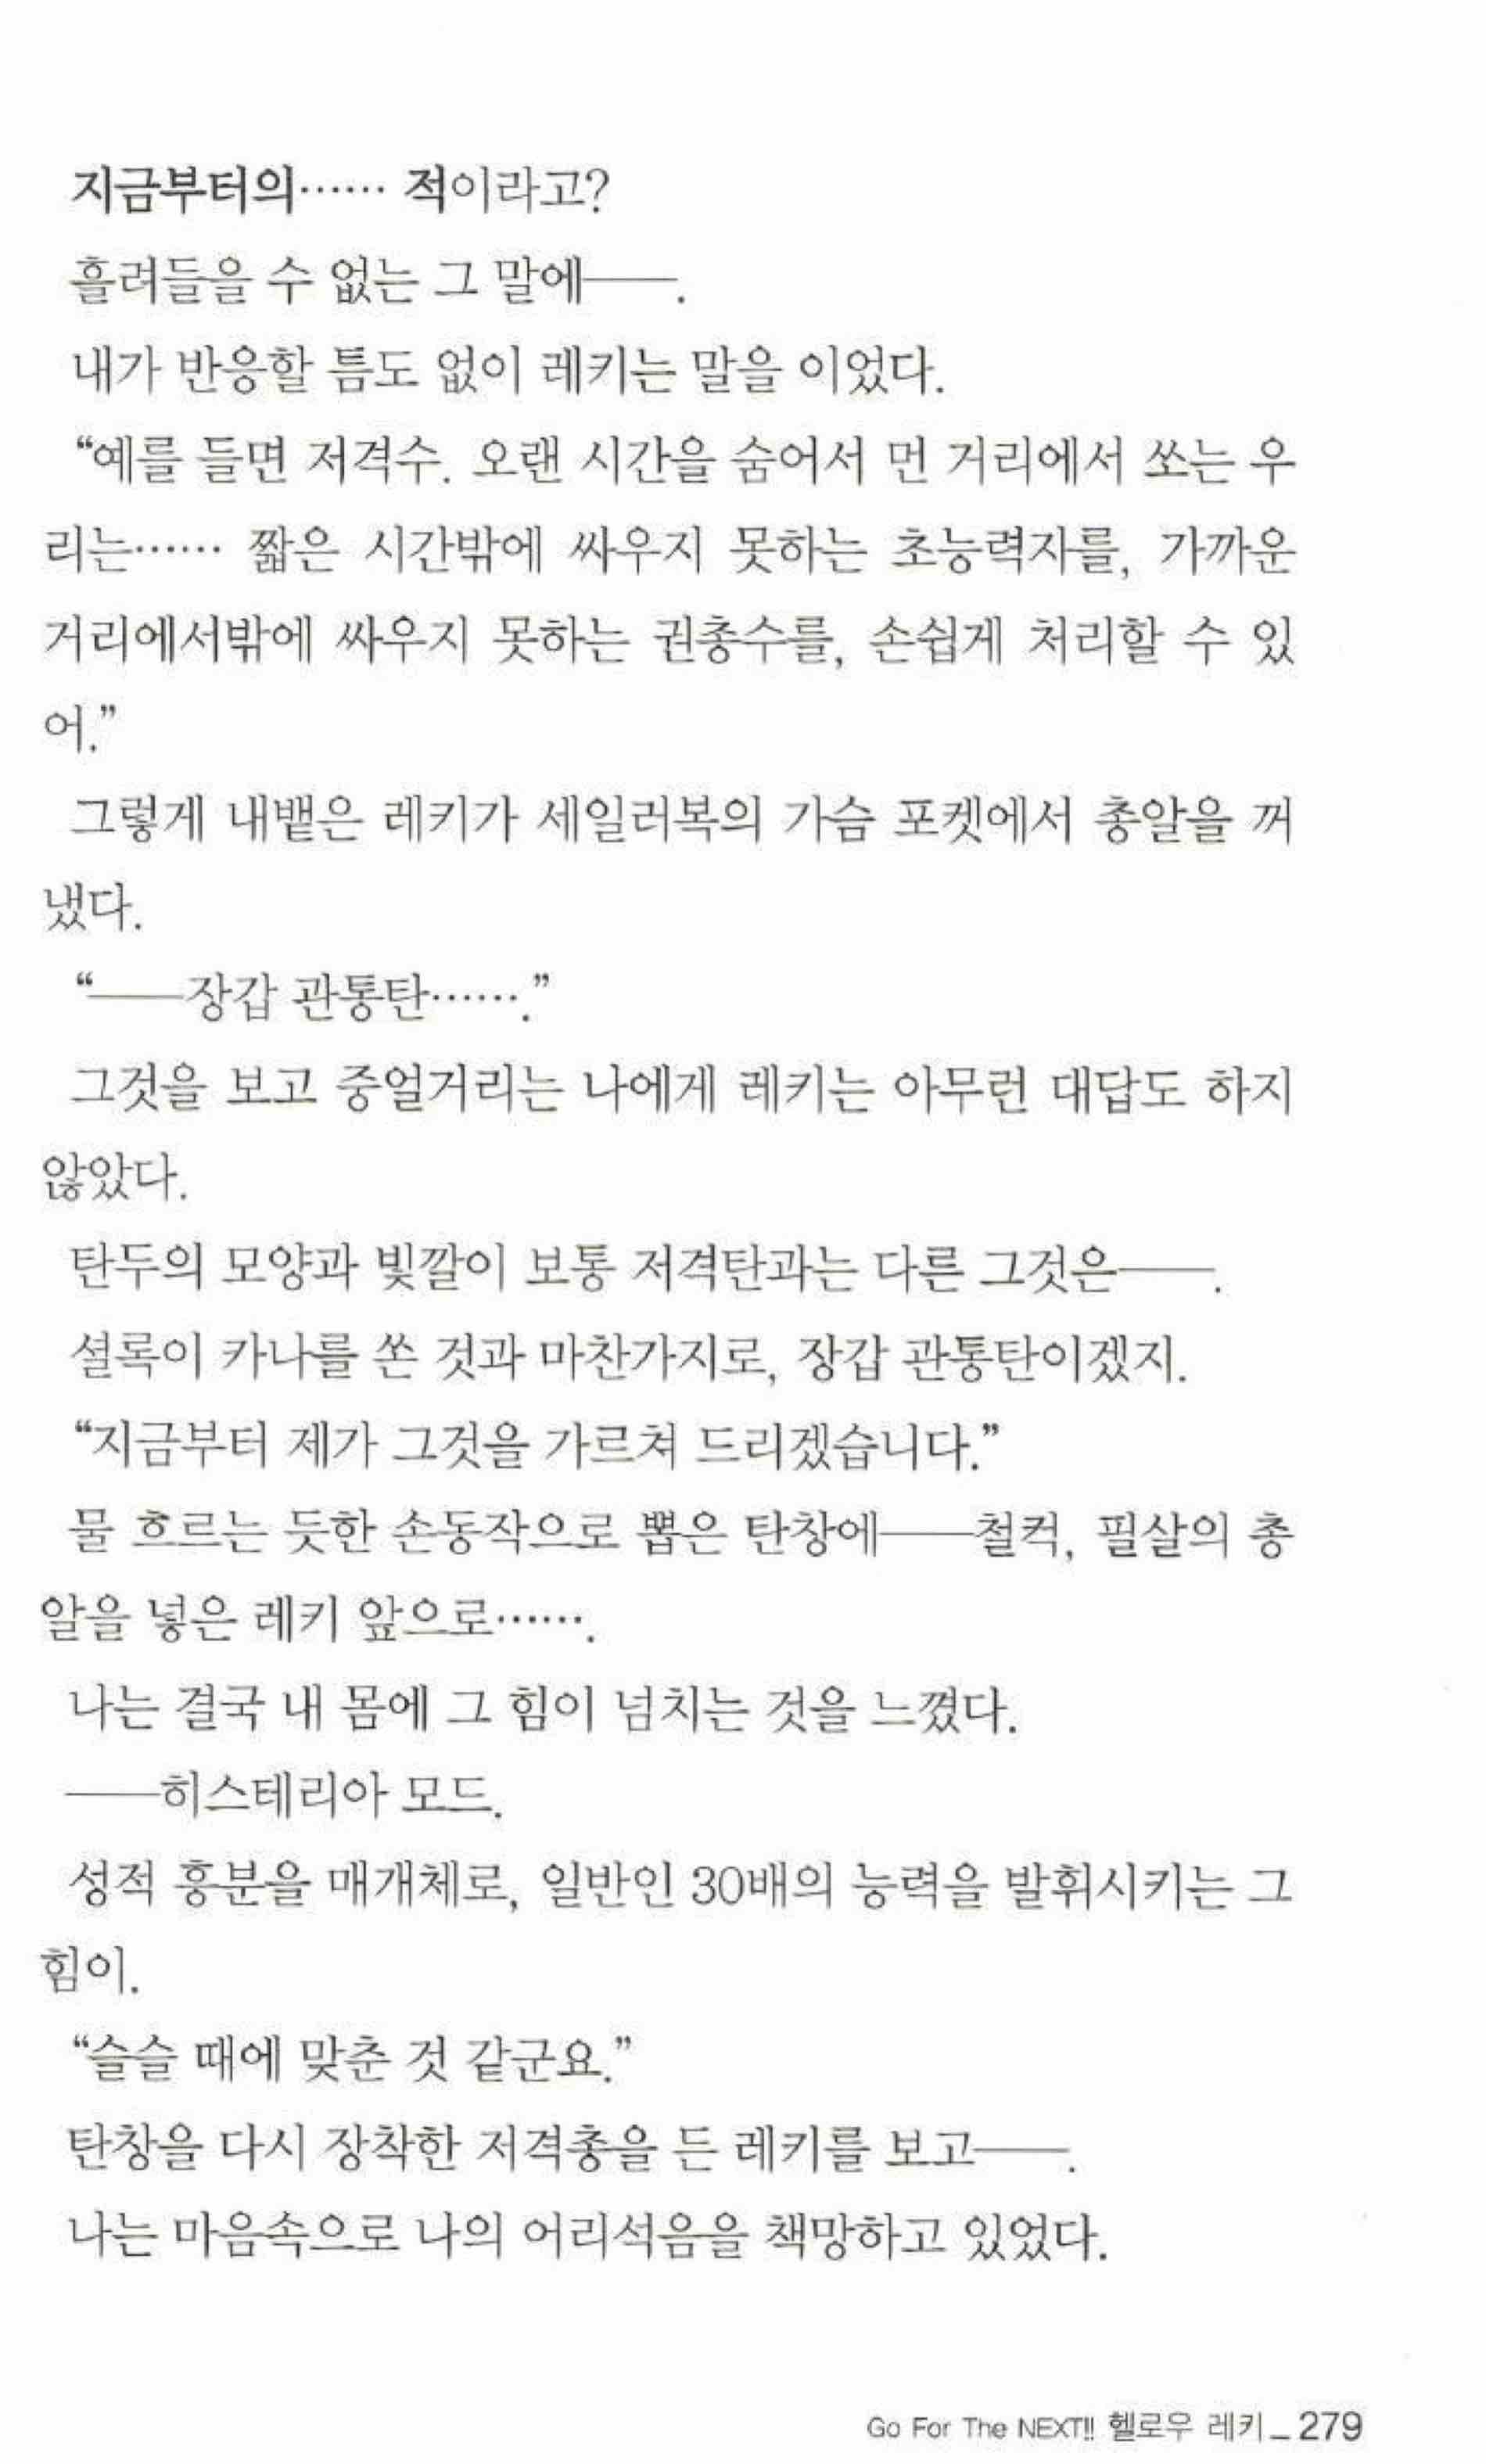 지금부터의…… 적이라고?
흘려들을 수 없는 그 말에──.
내가 반응할 틈도 없이 레키는 말을 이었다.
“예를 들면 저격수. 오랜 시간을 숨어서 먼 거리에서 쏘는 우
리는…… 짧은 시간밖에 싸우지 못하는 초능력자를, 가까운
거리에서밖에 싸우지 못하는 권총수를, 손쉽게 처리할 수 있
어.”
그렇게 내뱉은 레키가 세일러복의 가슴 포켓에서 총알을 꺼
냈다.
“──장갑 관통탄…….”
그것을 보고 중얼거리는 나에게 레키는 아무런 대답도 하지
않았다.
탄두의 모양과 빛깔이 보통 저격탄과는 다른 그것은──.
셜록이 카나를 쏜 것과 마찬가지로, 장갑 관통탄이겠지.
“지금부터 제가 그것을 가르쳐 드리겠습니다.”
물 흐르는 듯한 손동작으로 뽑은 탄창에──철컥, 필살의 총
알을 넣은 레키 앞으로…….
나는 결국 내 몸에 그 힘이 넘치는 것을 느꼈다.
──히스테리아 모드.
성적 흥분을 매개체로, 일반인 30배의 능력을 발휘시키는 그
힘이.
“슬슬 때에 맞춘 것 같군요.”
탄창을 다시 장착한 저격총을 든 레키를 보고──.
나는 마음속으로 나의 어리석음을 책망하고 있었다.
Go For The NEXT!! 헬로우 레키_279